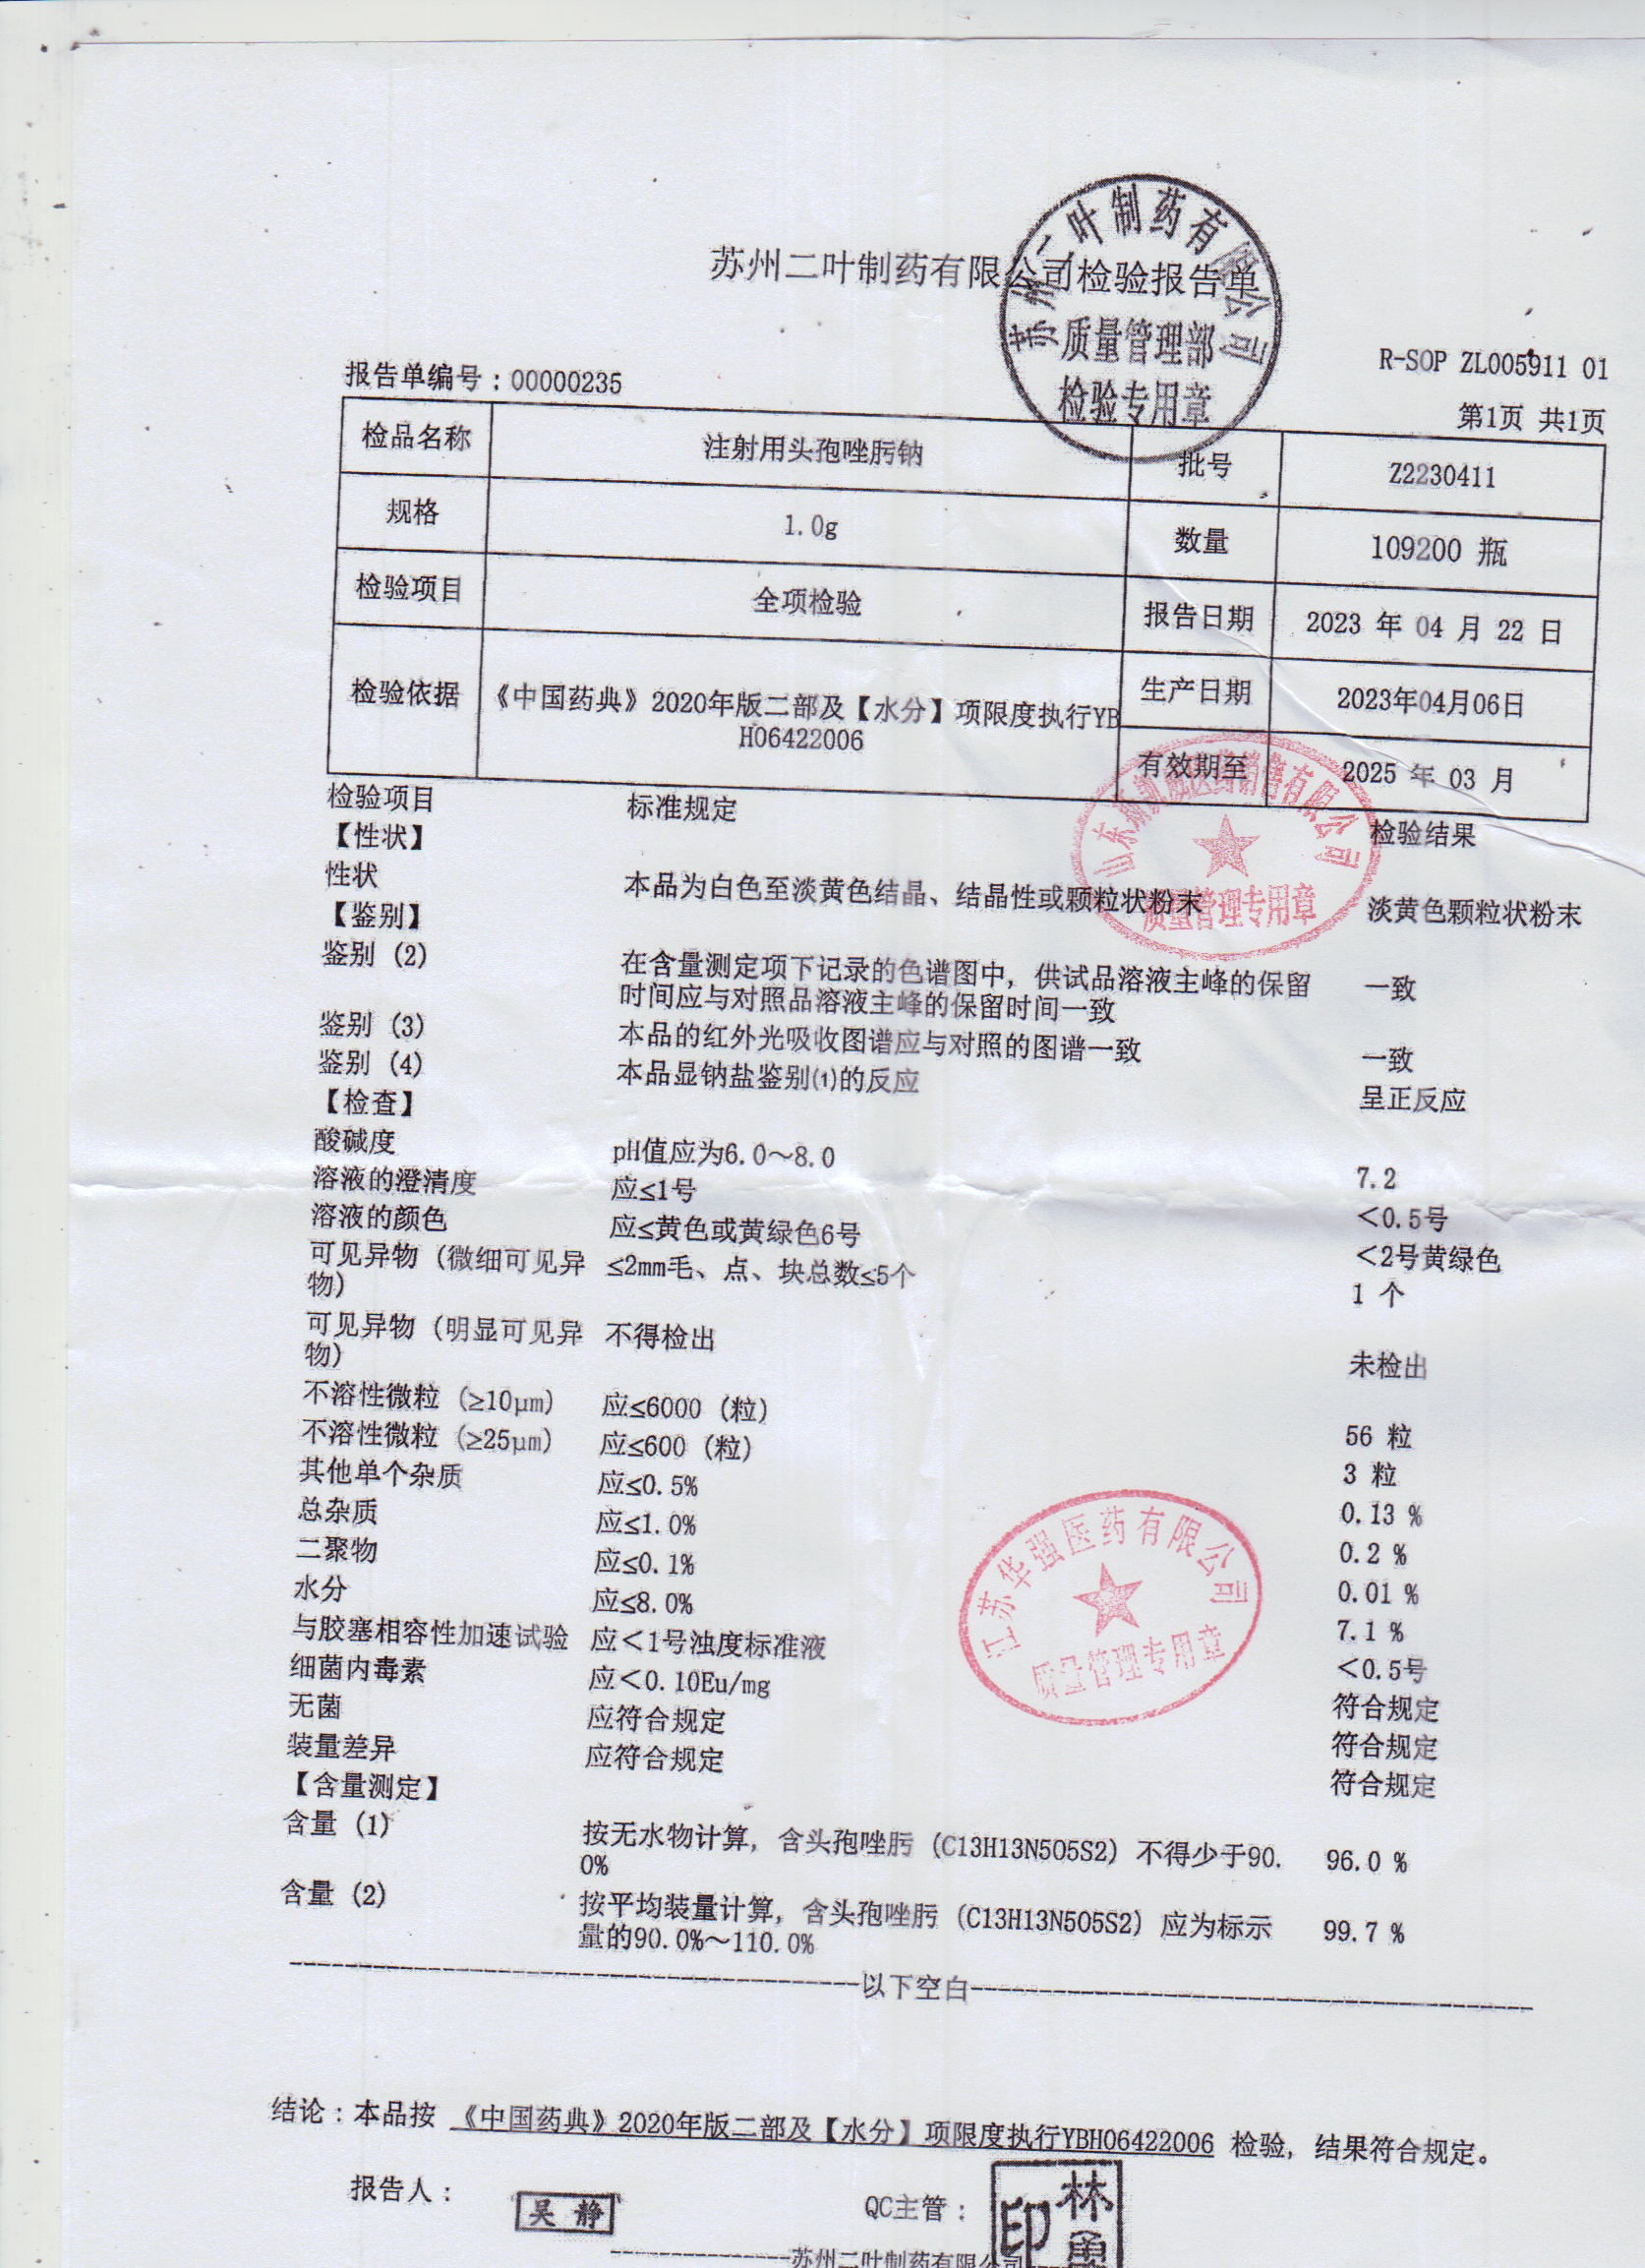 苏州二叶制药有限公司检验报告单
苏州二叶制药有限公司
质量管理部
检验专用章
R-SOP ZL005911 01
报告单编号：00000235
第1页 共1页
检品名称 注射用头孢唑肟钠 批号 Z2230411
规格 1.0g 数量 109200 瓶
检验项目 全项检验 报告日期 2023 年 04 月 22 日
检验依据 《中国药典》2020年版二部及【水分】项限度执行YB
H06422006
生产日期 2023年04月06日
有效期至 2025 年 03 月
检验项目 标准规定 检验结果
【性状】
性状 本品为白色至淡黄色结晶、结晶性或颗粒状粉末 淡黄色颗粒状粉末
医药销售有限公司
质量管理专用章
【鉴别】
鉴别 (2) 在含量测定项下记录的色谱图中，供试品溶液主峰的保留 一致
时间应与对照品溶液主峰的保留时间一致
鉴别 (3) 本品的红外光吸收图谱应与对照的图谱一致 一致
鉴别 (4) 本品显钠盐鉴别⑴的反应 呈正反应
【检查】
酸碱度 pH值应为6.0～8.0 7.2
溶液的澄清度 应≤1号 <0.5号
溶液的颜色 应≤黄色或黄绿色6号 <2号黄绿色
可见异物（微细可见异 ≤2mm毛、点、块总数≤5个 1 个
物）
可见异物（明显可见异 不得检出 未检出
物）
不溶性微粒（≥10μm） 应≤6000（粒） 56 粒
不溶性微粒（≥25μm） 应≤600（粒） 3 粒
其他单个杂质 应≤0.5% 0.13 %
总杂质 应≤1.0% 0.2 %
二聚物 应≤0.1% 0.01 %
水分 应≤8.0% 7.1 %
与胶塞相容性加速试验 应＜1号浊度标准液 <0.5号
细菌内毒素 应＜0.10Eu/mg 符合规定
无菌 应符合规定 符合规定
装量差异 应符合规定 符合规定
江苏华强医药有限公司
质量管理专用章
【含量测定】
含量 (1) 按无水物计算，含头孢唑肟（C13H13N5O5S2）不得少于90. 96.0 %
0%
含量 (2) 按平均装量计算，含头孢唑肟（C13H13N5O5S2）应为标示 99.7 %
量的90.0%～110.0%
以下空白
结论：本品按 《中国药典》2020年版二部及【水分】项限度执行YBH06422006 检验，结果符合规定。
报告人： 吴静 QC主管： 林勇印
苏州二叶制药有限公司